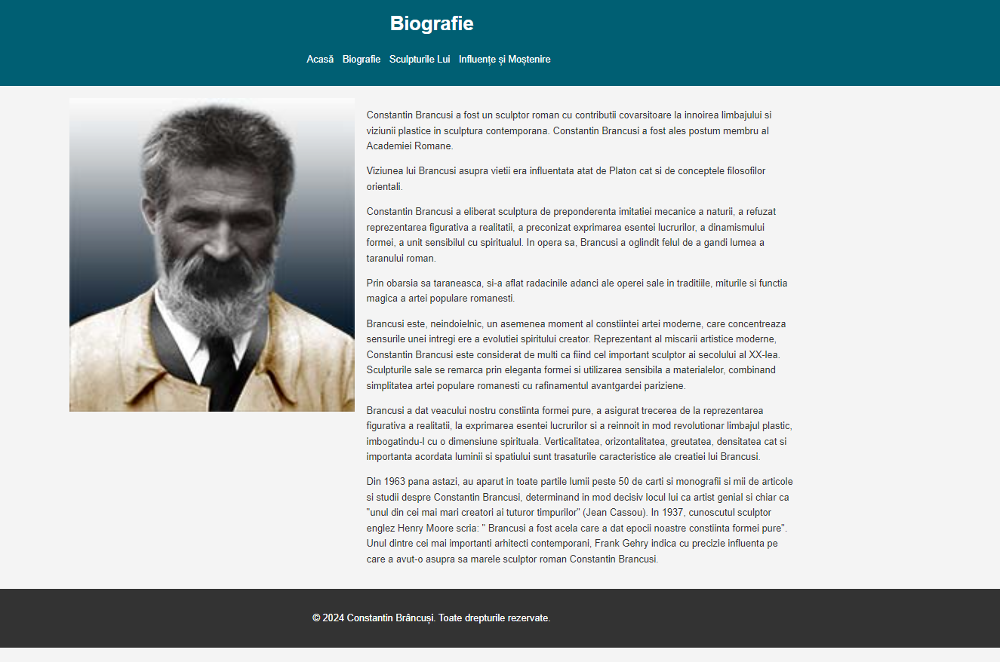 Biografie
Acasă Biografie Sculpturile Lui Influențe și Moștenire
Constantin Brancusi a fost un sculptor roman cu contributii covarsitoare la innoirea limbajului si
viziunii plastice in sculptura contemporana. Constantin Brancusi a fost ales postum membru al
Academiei Romane.
Viziunea lui Brancusi asupra vietii era influentata atat de Platon cat si de conceptele filosofilor
orientali.
Constantin Brancusi a eliberat sculptura de preponderenta imitatiei mecanice a naturii, a refuzat
reprezentarea figurativa a realitatii, a preconizat exprimarea esentei lucrurilor, a dinamismului
formei, a unit sensibilul cu spiritualul. In opera sa, Brancusi a oglindit felul de a gandi lumea a
taranului roman.
Prin obarsia sa taraneasca, si-a aflat radacinile adanci ale operei sale in traditiile, miturile si functia
magica a artei populare romanesti.
Brancusi este, neindoielnic, un asemenea moment al constiintei artei moderne, care concentreaza
sensurile unei intregi ere a evolutiei spiritului creator. Reprezentant al miscarii artistice moderne,
Constantin Brancusi este considerat de multi ca fiind cel important sculptor ai secolului al XX-lea.
Sculpturile sale se remarca prin eleganta formei si utilizarea sensibila a materialelor, combinand
simplitatea artei populare romanesti cu rafinamentul avantgardei pariziene.
Brancusi a dat veacului nostru constiinta formei pure, a asigurat trecerea de la reprezentarea
figurativa a realitatii, la exprimarea esentei lucrurilor si a reinnoit in mod revolutionar limbajul plastic,
imbogatindu-l cu o dimensiune spirituala. Verticalitatea, orizontalitatea, greutatea, densitatea cat si
importanta acordata luminii si spatiului sunt trasaturile caracteristice ale creatiei lui Brancusi.
Din 1963 pana astazi, au aparut in toate partile lumii peste 50 de carti si monografii si mii de articole
si studii despre Constantin Brancusi, determinand in mod decisiv locul lui ca artist genial si chiar ca
"unul din cei mai mari creatori ai tuturor timpurilor" (Jean Cassou). In 1937, cunoscutul sculptor
englez Henry Moore scria: " Brancusi a fost acela care a dat epocii noastre constiinta formei pure".
Unul dintre cei mai importanti arhitecti contemporani, Frank Gehry indica cu precizie influenta pe
care a avut-o asupra sa marele sculptor roman Constantin Brancusi.
© 2024 Constantin Brâncuși. Toate drepturile rezervate.